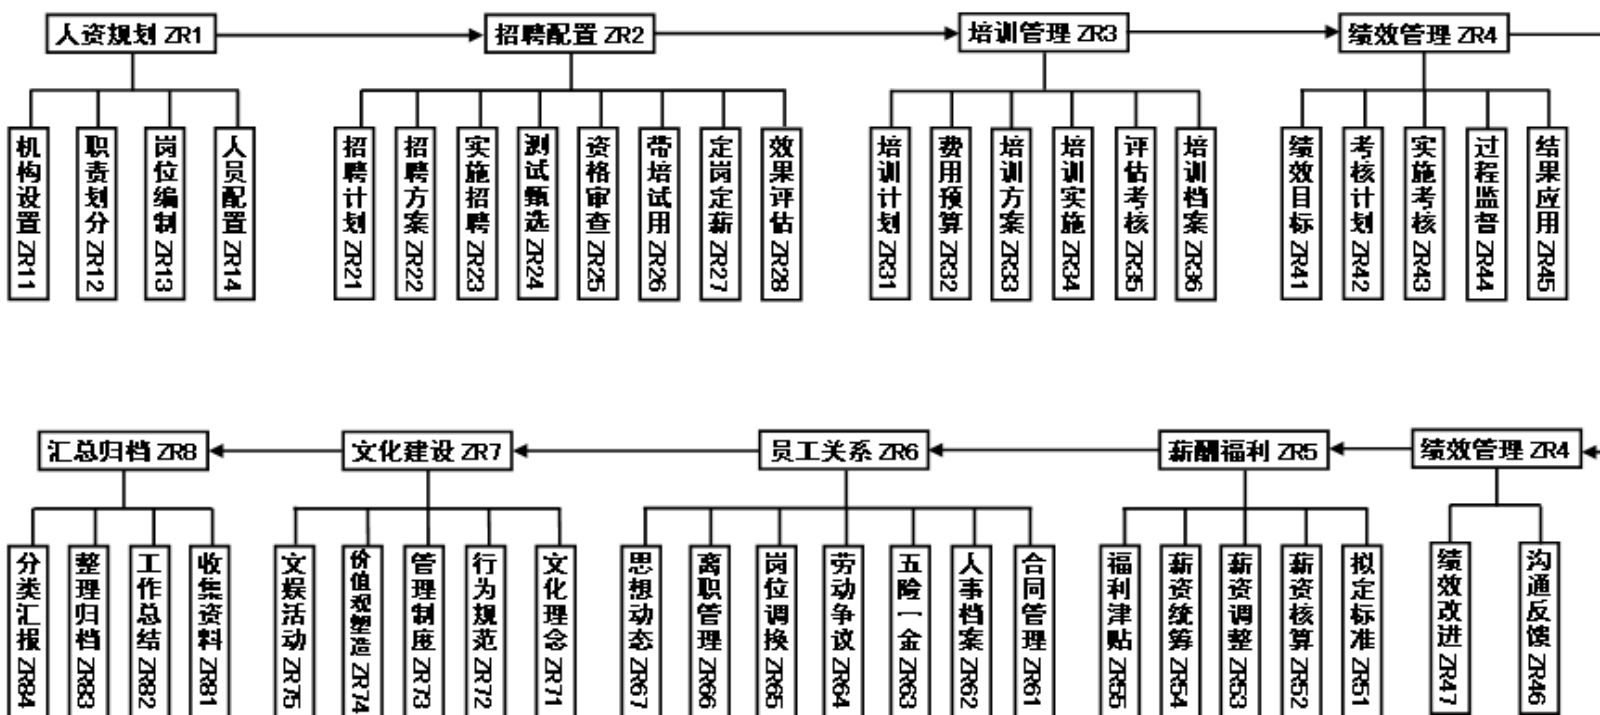 人资规划 ZR1
招聘配置 ZR2
培训管理 ZR3
绩效管理 ZR4
机构设置 ZR11
职责划分 ZR12
岗位编制 ZR13
人员配置 ZR14
招聘计划 ZR21
招聘方案 ZR22
实施招聘 ZR23
测试甄选 ZR24
资格审查 ZR25
带培试用 ZR26
定岗定薪 ZR27
效果评估 ZR28
培训计划 ZR31
费用预算 ZR32
培训方案 ZR33
培训实施 ZR34
评估考核 ZR35
培训档案 ZR36
绩效目标 ZR41
考核计划 ZR42
实施考核 ZR43
过程监督 ZR44
结果应用 ZR45
汇总归档 ZR8
文化建设 ZR7
员工关系 ZR6
薪酬福利 ZR5
绩效管理 ZR4
分类汇报 ZR84
整理归档 ZR83
工作总结 ZR82
收集资料 ZR81
文娱活动 ZR75
价值观塑造 ZR74
管理制度 ZR73
行为规范 ZR72
文化理念 ZR71
思想动态 ZR67
离职管理 ZR66
岗位调换 ZR65
劳动争议 ZR64
五险一金 ZR63
人事档案 ZR62
合同管理 ZR61
福利津贴 ZR55
薪资统筹 ZR54
薪资调整 ZR53
薪资核算 ZR52
拟定标准 ZR51
绩效改进 ZR47
沟通反馈 ZR46